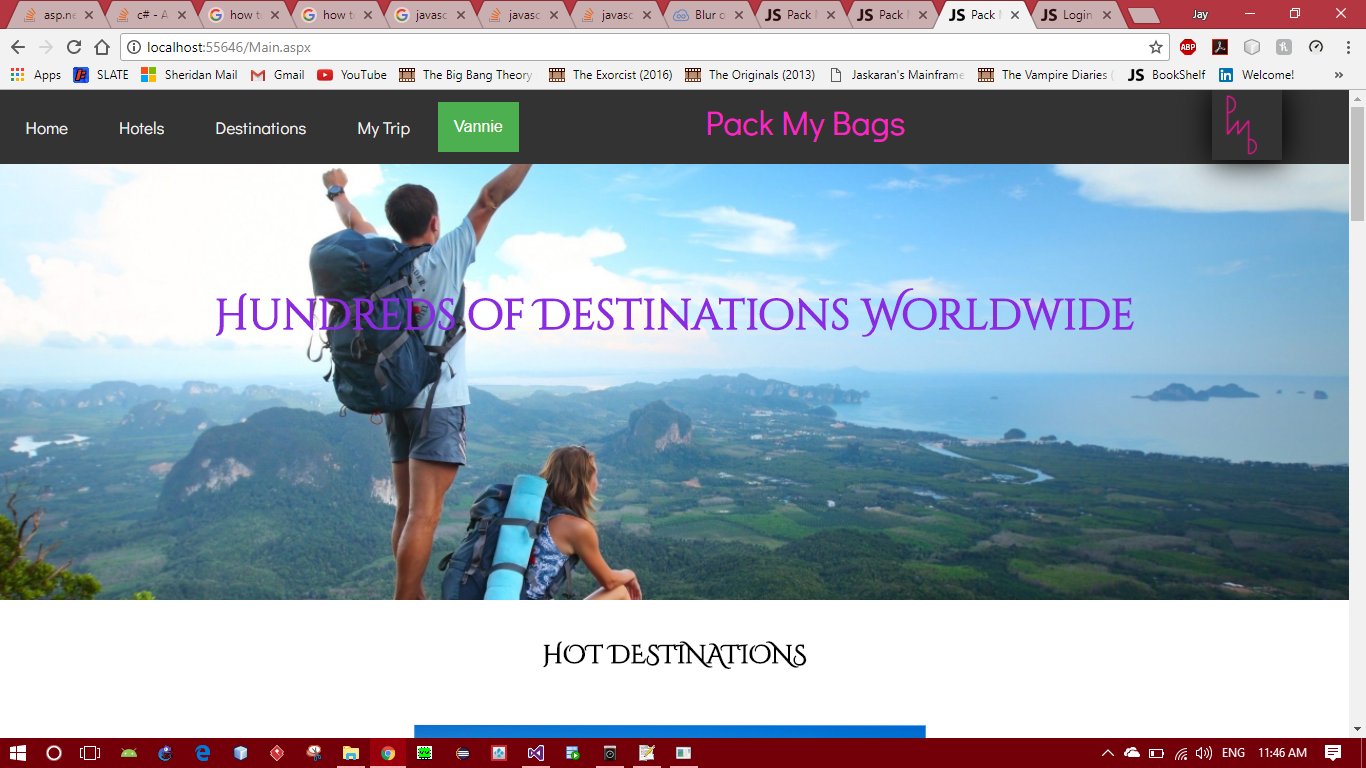 asp.ne
c# - A
how t
how t
javasc
javasc
javasc
Blur o
JS Pack
JS Pack
JS Pack
JS Login
Jay
localhost:55646/Main.aspx
ABP
Apps
SLATE
Sheridan Mail
Gmail
YouTube
The Big Bang Theory
The Exorcist (2016)
The Originals (2013)
Jaskaran's Mainframe
The Vampire Diaries (
JS BookShelf
in Welcome!
»
Home
Hotels
Destinations
My Trip
Vannie
Pack My Bags
PMB
Hundreds of Destinations Worldwide
Hot Destinations
ENG
11:46 AM